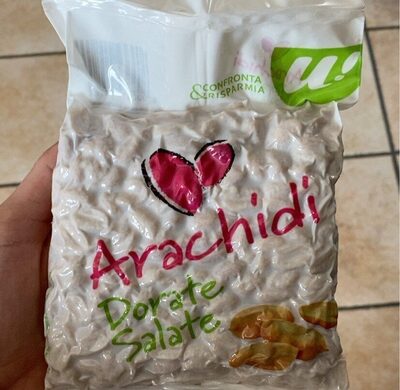 U!
CONFRONTA
&RISPARMIA
Arachidi
Dorate
Salate